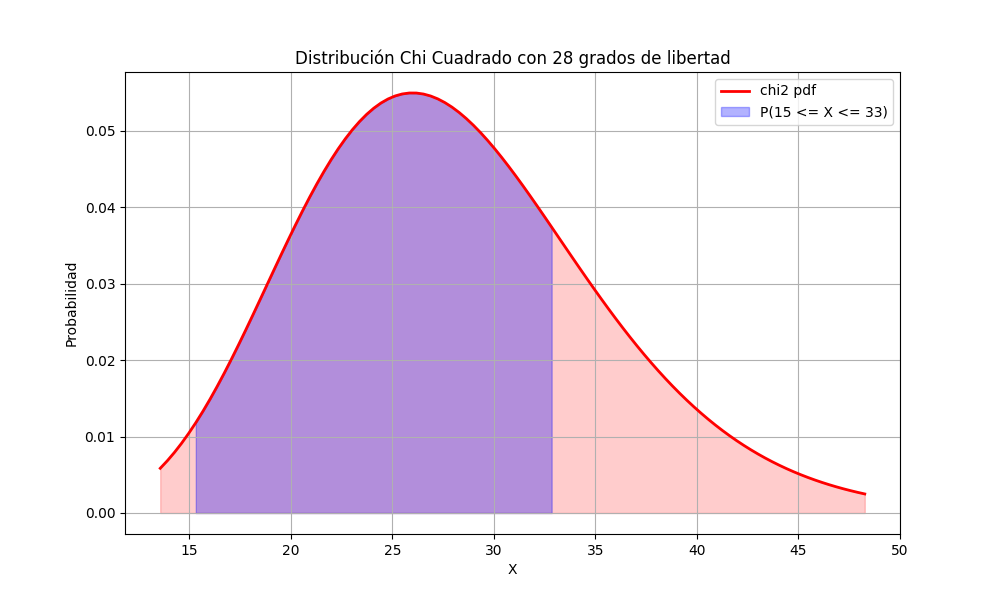 Distribución Chi Cuadrado con 28 grados de libertad
chi2 pdf
P(15 <= X <= 33)
Probabilidad
0.05
0.04
0.03
0.02
0.01
0.00
15 20 25 30 35 40 45 50
X